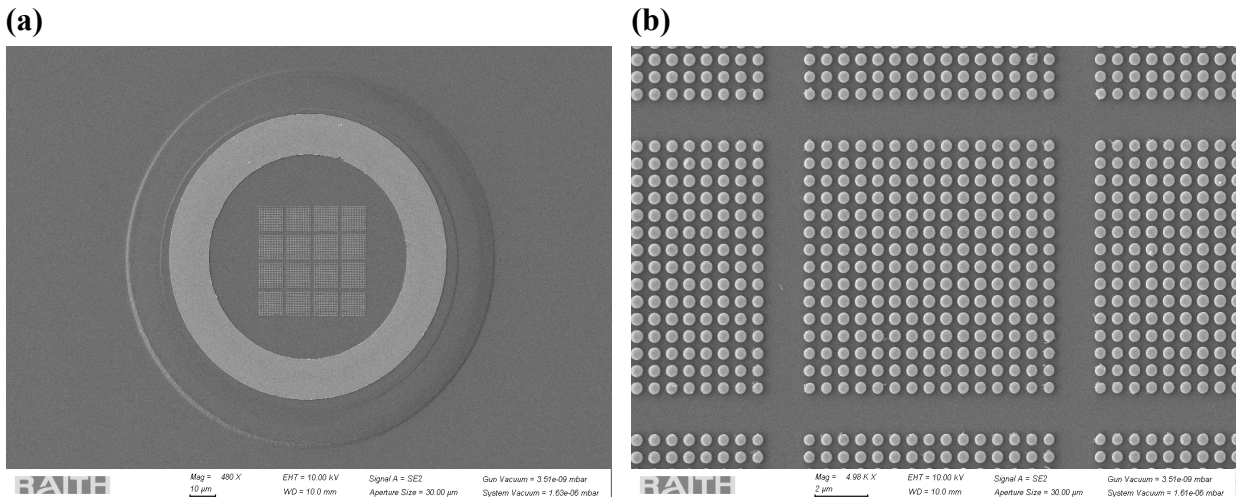 (a)
(b)
RAITH
Mag = 480 X
10 µm
EHT = 10.00 kV
WD = 10.0 mm
Signal A = SE2
Aperture Size = 30.00 µm
Gun Vacuum = 3.51e-09 mbar
System Vacuum = 1.63e-06 mbar
RAITH
Mag = 4.98 K X
2 µm
EHT = 10.00 kV
WD = 10.0 mm
Signal A = SE2
Aperture Size = 30.00 µm
Gun Vacuum = 3.51e-09 mbar
System Vacuum = 1.61e-06 mbar